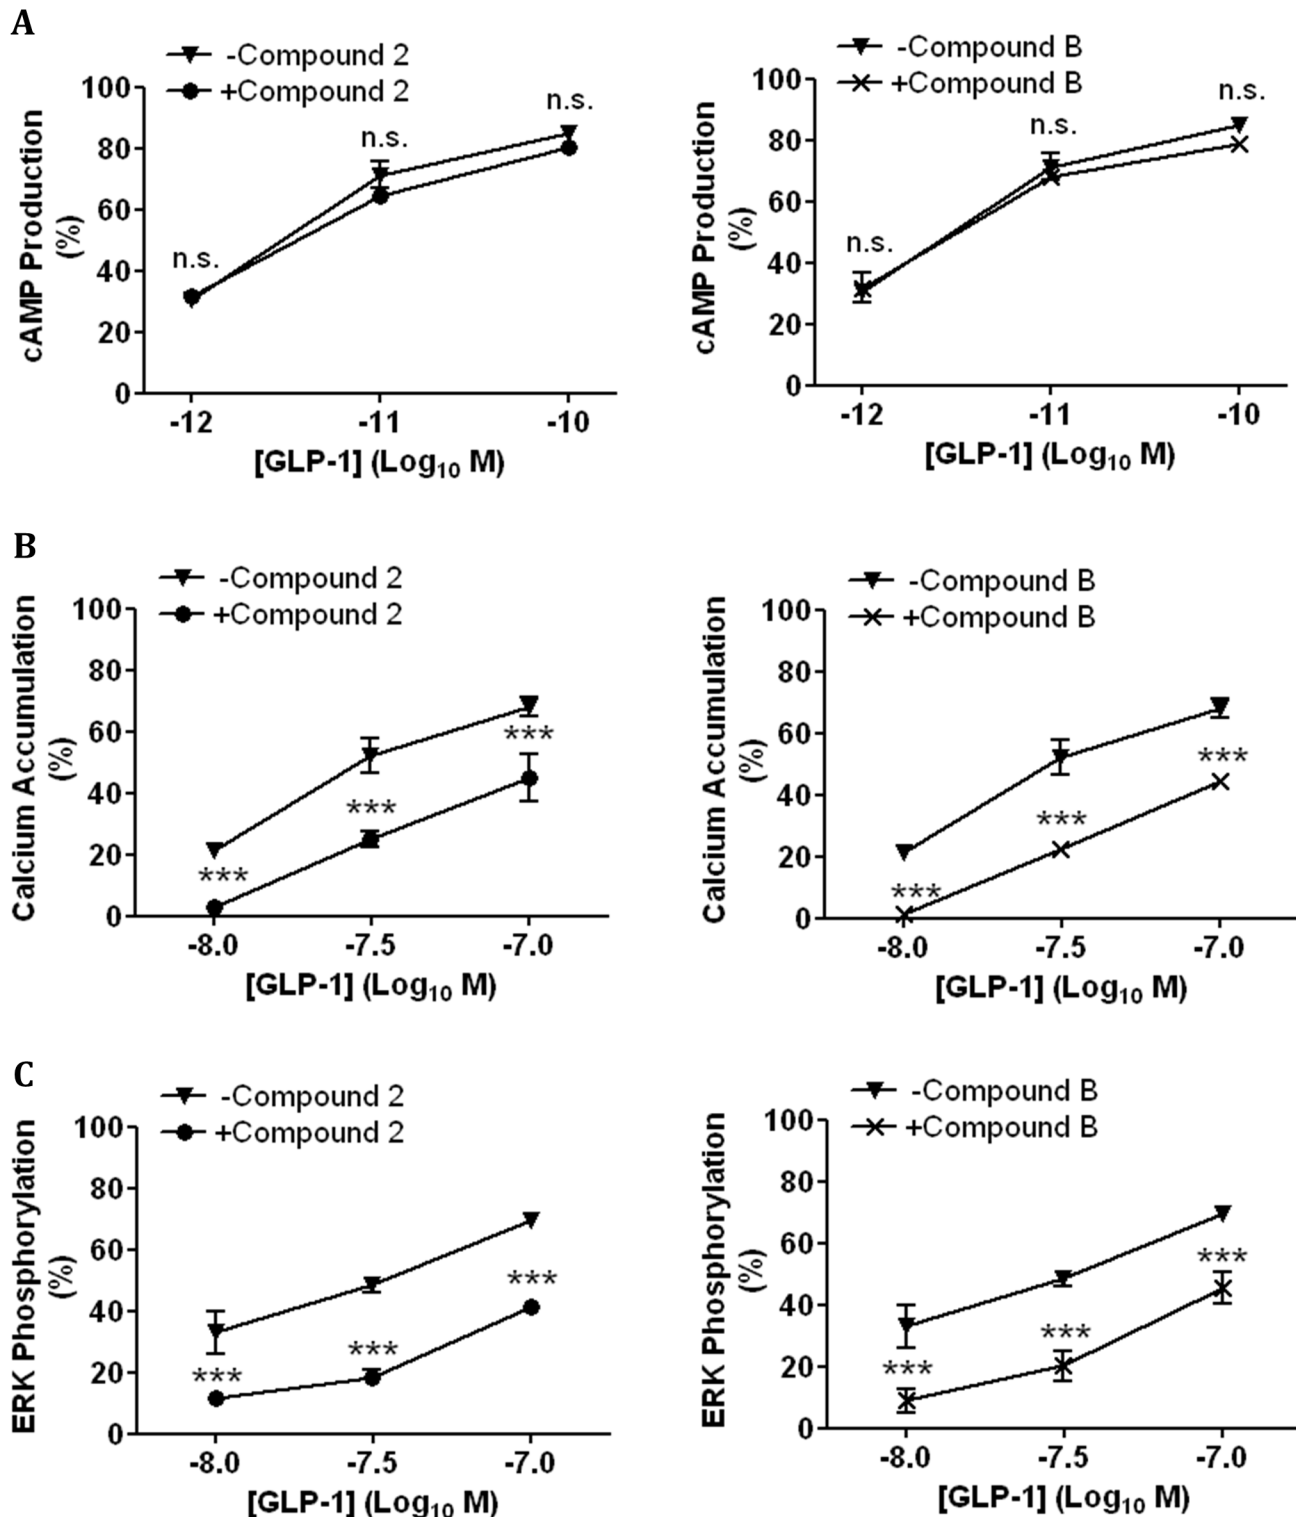 A
-Compound 2
+Compound 2
100
80
60
40
20
0
cAMP Production
(%)
n.s.
n.s.
n.s.
-12
-11
-10
[GLP-1] (Log10 M)
-Compound B
+Compound B
100
80
60
40
20
0
cAMP Production
(%)
n.s.
n.s.
n.s.
-12
-11
-10
[GLP-1] (Log10 M)
B
-Compound 2
+Compound 2
100
80
60
40
20
0
Calcium Accumulation
(%)
***
***
***
-8.0
-7.5
-7.0
[GLP-1] (Log10 M)
-Compound B
+Compound B
100
80
60
40
20
0
Calcium Accumulation
(%)
***
***
***
-8.0
-7.5
-7.0
[GLP-1] (Log10 M)
C
-Compound 2
+Compound 2
100
80
60
40
20
0
ERK Phosphorylation
(%)
***
***
***
-8.0
-7.5
-7.0
[GLP-1] (Log10 M)
-Compound B
+Compound B
100
80
60
40
20
0
ERK Phosphorylation
(%)
***
***
***
-8.0
-7.5
-7.0
[GLP-1] (Log10 M)